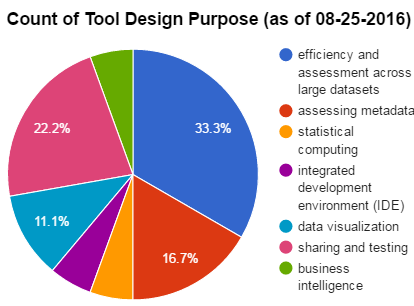 Count of Tool Design Purpose (as of 08-25-2016)
33.3%
16.7%
11.1%
22.2%
efficiency and
assessment across
large datasets
assessing metadata
statistical
computing
integrated
development
environment (IDE)
data visualization
sharing and testing
business
intelligence